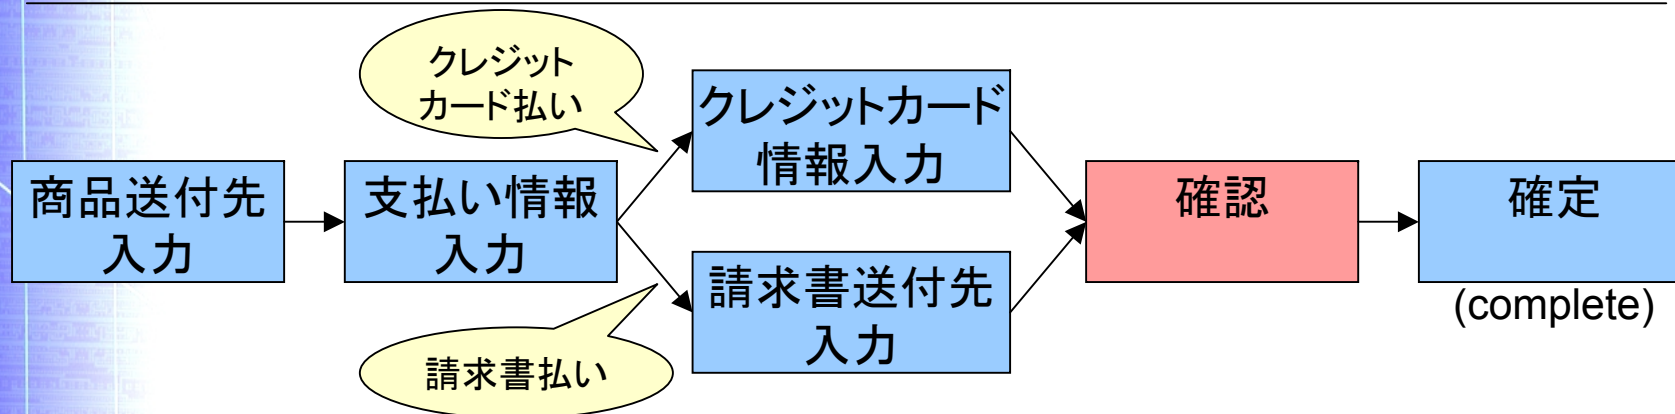 クレジット
カード払い
クレジットカード
情報入力
商品送付先
入力
支払い情報
入力
確認
確定
請求書送付先
入力
(complete)
請求書払い